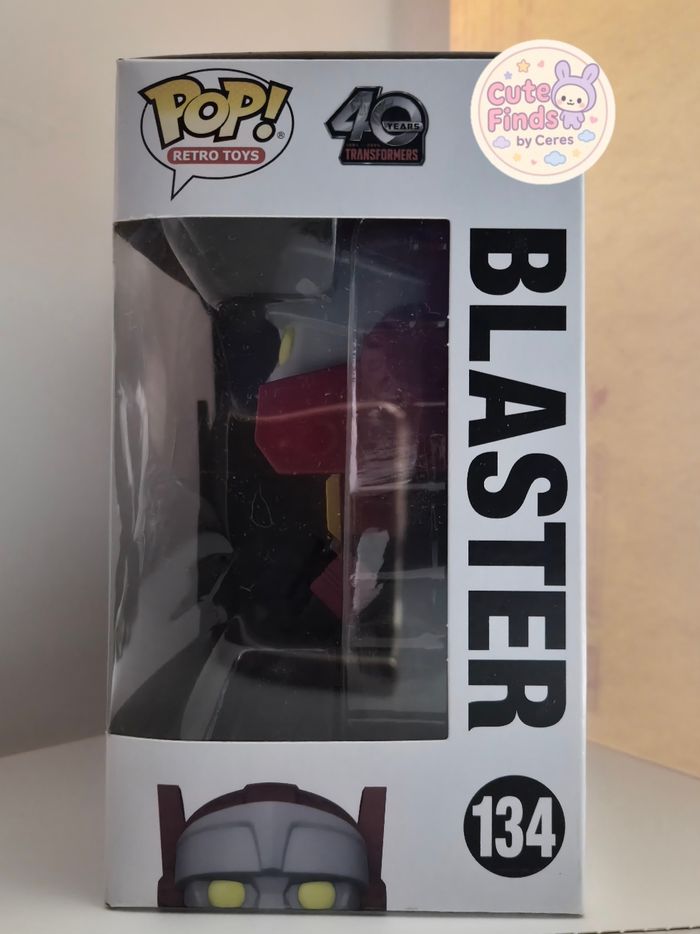 POP!
RETRO TOYS
40
YEARS
TRANSFORMERS
Cute
Finds
by Ceres
BLASTER
134